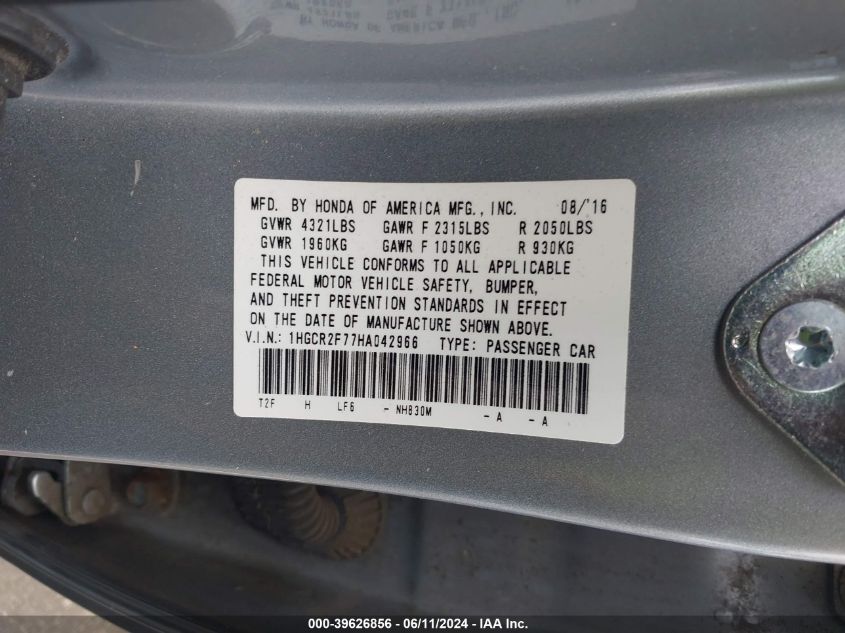 MFD. BY HONDA OF AMERICA MFG., INC. 08/'16
GVWR 4321LBS GAWR F 2315LBS R 2050LBS
GVWR 1960KG GAWR F 1050KG R 930KG
THIS VEHICLE CONFORMS TO ALL APPLICABLE
FEDERAL MOTOR VEHICLE SAFETY, BUMPER,
AND THEFT PREVENTION STANDARDS IN EFFECT
ON THE DATE OF MANUFACTURE SHOWN ABOVE.
V.I.N.: 1HGCR2F77HA042966 TYPE: PASSENGER CAR
T2F H LF6 - NH830M - A - A
000-39626856 - 06/11/2024 - IAA Inc.